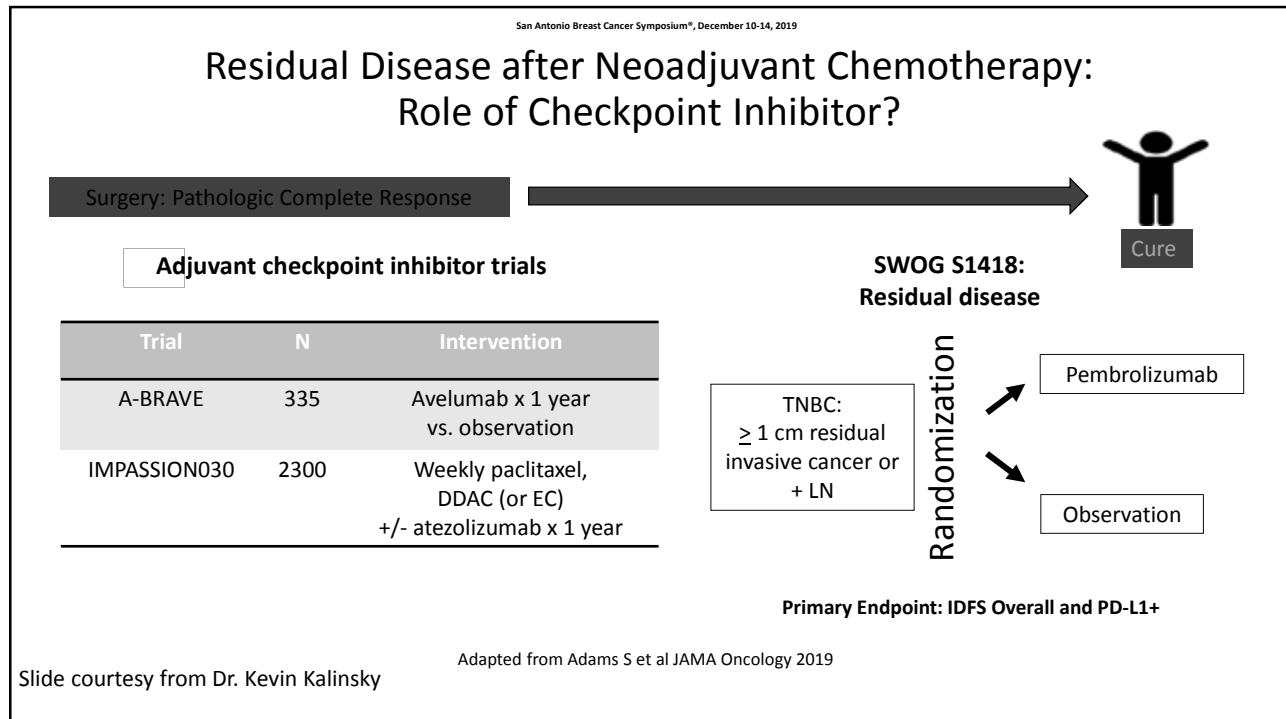 San Antonio Breast Cancer Symposium®, December 10-14, 2019
Residual Disease after Neoadjuvant Chemotherapy:
Role of Checkpoint Inhibitor?
Surgery: Pathologic Complete Response
Cure
Adjuvant checkpoint inhibitor trials
Trial N Intervention
A-BRAVE 335 Avelumab x 1 year
vs. observation
IMPASSION030 2300 Weekly paclitaxel,
DDAC (or EC)
+/- atezolizumab x 1 year
SWOG S1418:
Residual disease
TNBC:
≥ 1 cm residual
invasive cancer or
+ LN
Randomization
Pembrolizumab
Observation
Primary Endpoint: IDFS Overall and PD-L1+
Adapted from Adams S et al JAMA Oncology 2019
Slide courtesy from Dr. Kevin Kalinsky